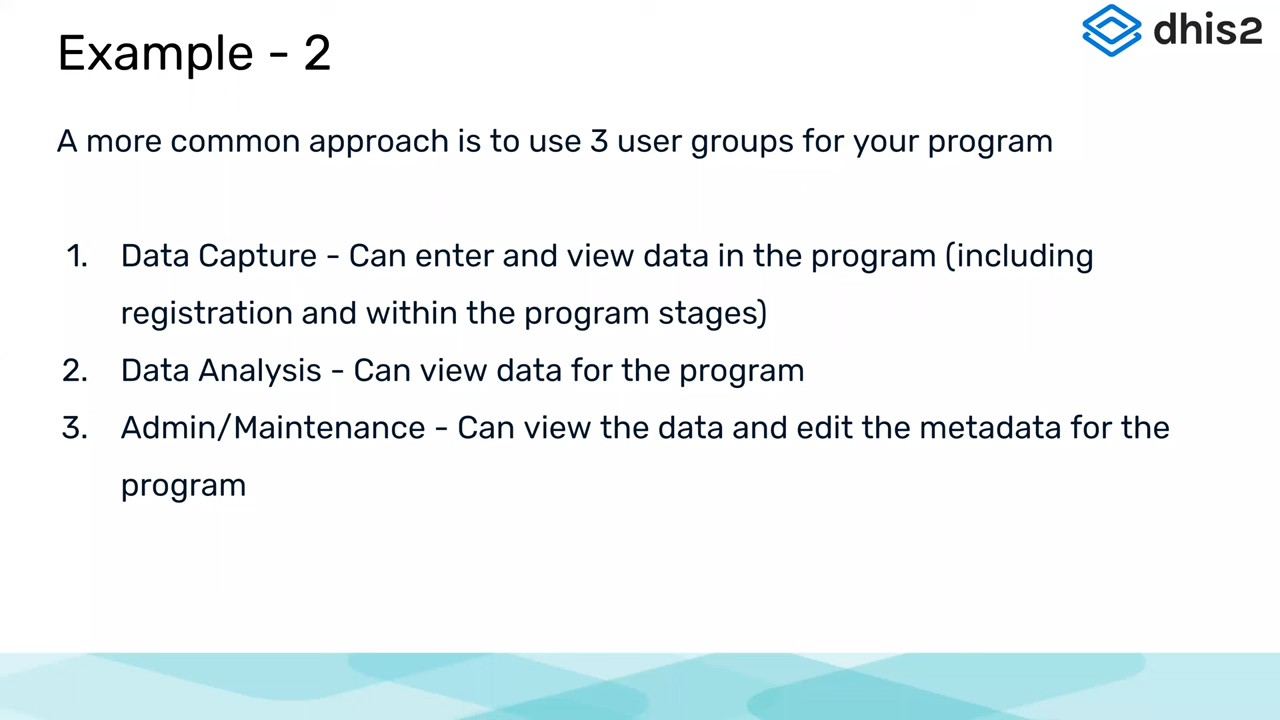 Example - 2
dhis2
A more common approach is to use 3 user groups for your program
1. Data Capture - Can enter and view data in the program (including
registration and within the program stages)
2. Data Analysis - Can view data for the program
3. Admin/Maintenance - Can view the data and edit the metadata for the
program